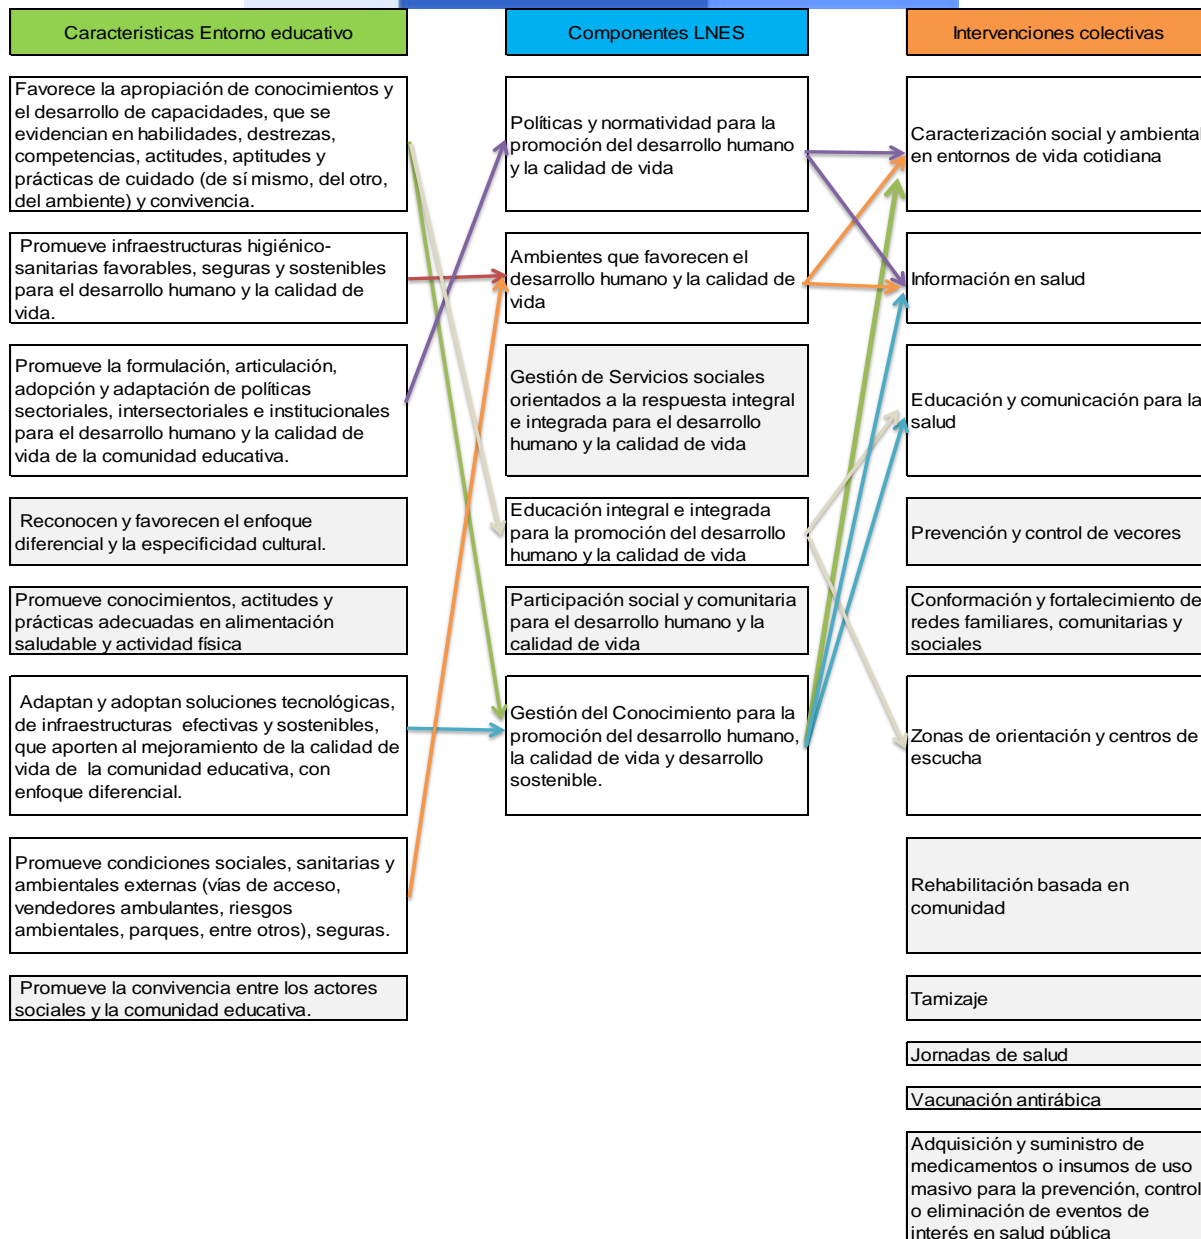 Caracteristicas Entorno educativo
Favorece la apropiación de conocimientos y
el desarrollo de capacidades, que se
evidencian en habilidades, destrezas,
competencias, actitudes, aptitudes y
prácticas de cuidado (de sí mismo, del otro,
del ambiente) y convivencia.
Promueve infraestructuras higiénico-
sanitarias favorables, seguras y sostenibles
para el desarrollo humano y la calidad de
vida.
Promueve la formulación, articulación,
adopción y adaptación de políticas
sectoriales, intersectoriales e institucionales
para el desarrollo humano y la calidad de
vida de la comunidad educativa.
Reconocen y favorecen el enfoque
diferencial y la especificidad cultural.
Promueve conocimientos, actitudes y
prácticas adecuadas en alimentación
saludable y actividad física
Adaptan y adoptan soluciones tecnológicas,
de infraestructuras efectivas y sostenibles,
que aporten al mejoramiento de la calidad de
vida de la comunidad educativa, con
enfoque diferencial.
Promueve condiciones sociales, sanitarias y
ambientales externas (vías de acceso,
vendedores ambulantes, riesgos
ambientales, parques, entre otros), seguras.
Promueve la convivencia entre los actores
sociales y la comunidad educativa.
Componentes LNES
Políticas y normatividad para la
promoción del desarrollo humano
y la calidad de vida
Ambientes que favorecen el
desarrollo humano y la calidad de
vida
Gestión de Servicios sociales
orientados a la respuesta integral
e integrada para el desarrollo
humano y la calidad de vida
Educación integral e integrada
para la promoción del desarrollo
humano y la calidad de vida
Participación social y comunitaria
para el desarrollo humano y la
calidad de vida
Gestión del Conocimiento para la
promoción del desarrollo humano,
la calidad de vida y desarrollo
sostenible.
Intervenciones colectivas
Caracterización social y ambiental
en entornos de vida cotidiana
Información en salud
Educación y comunicación para la
salud
Prevención y control de vecores
Conformación y fortalecimiento de
redes familiares, comunitarias y
sociales
Zonas de orientación y centros de
escucha
Rehabilitación basada en
comunidad
Tamizaje
Jornadas de salud
Vacunación antirábica
Adquisición y suministro de
medicamentos o insumos de uso
masivo para la prevención, control
o eliminación de eventos de
interés en salud pública